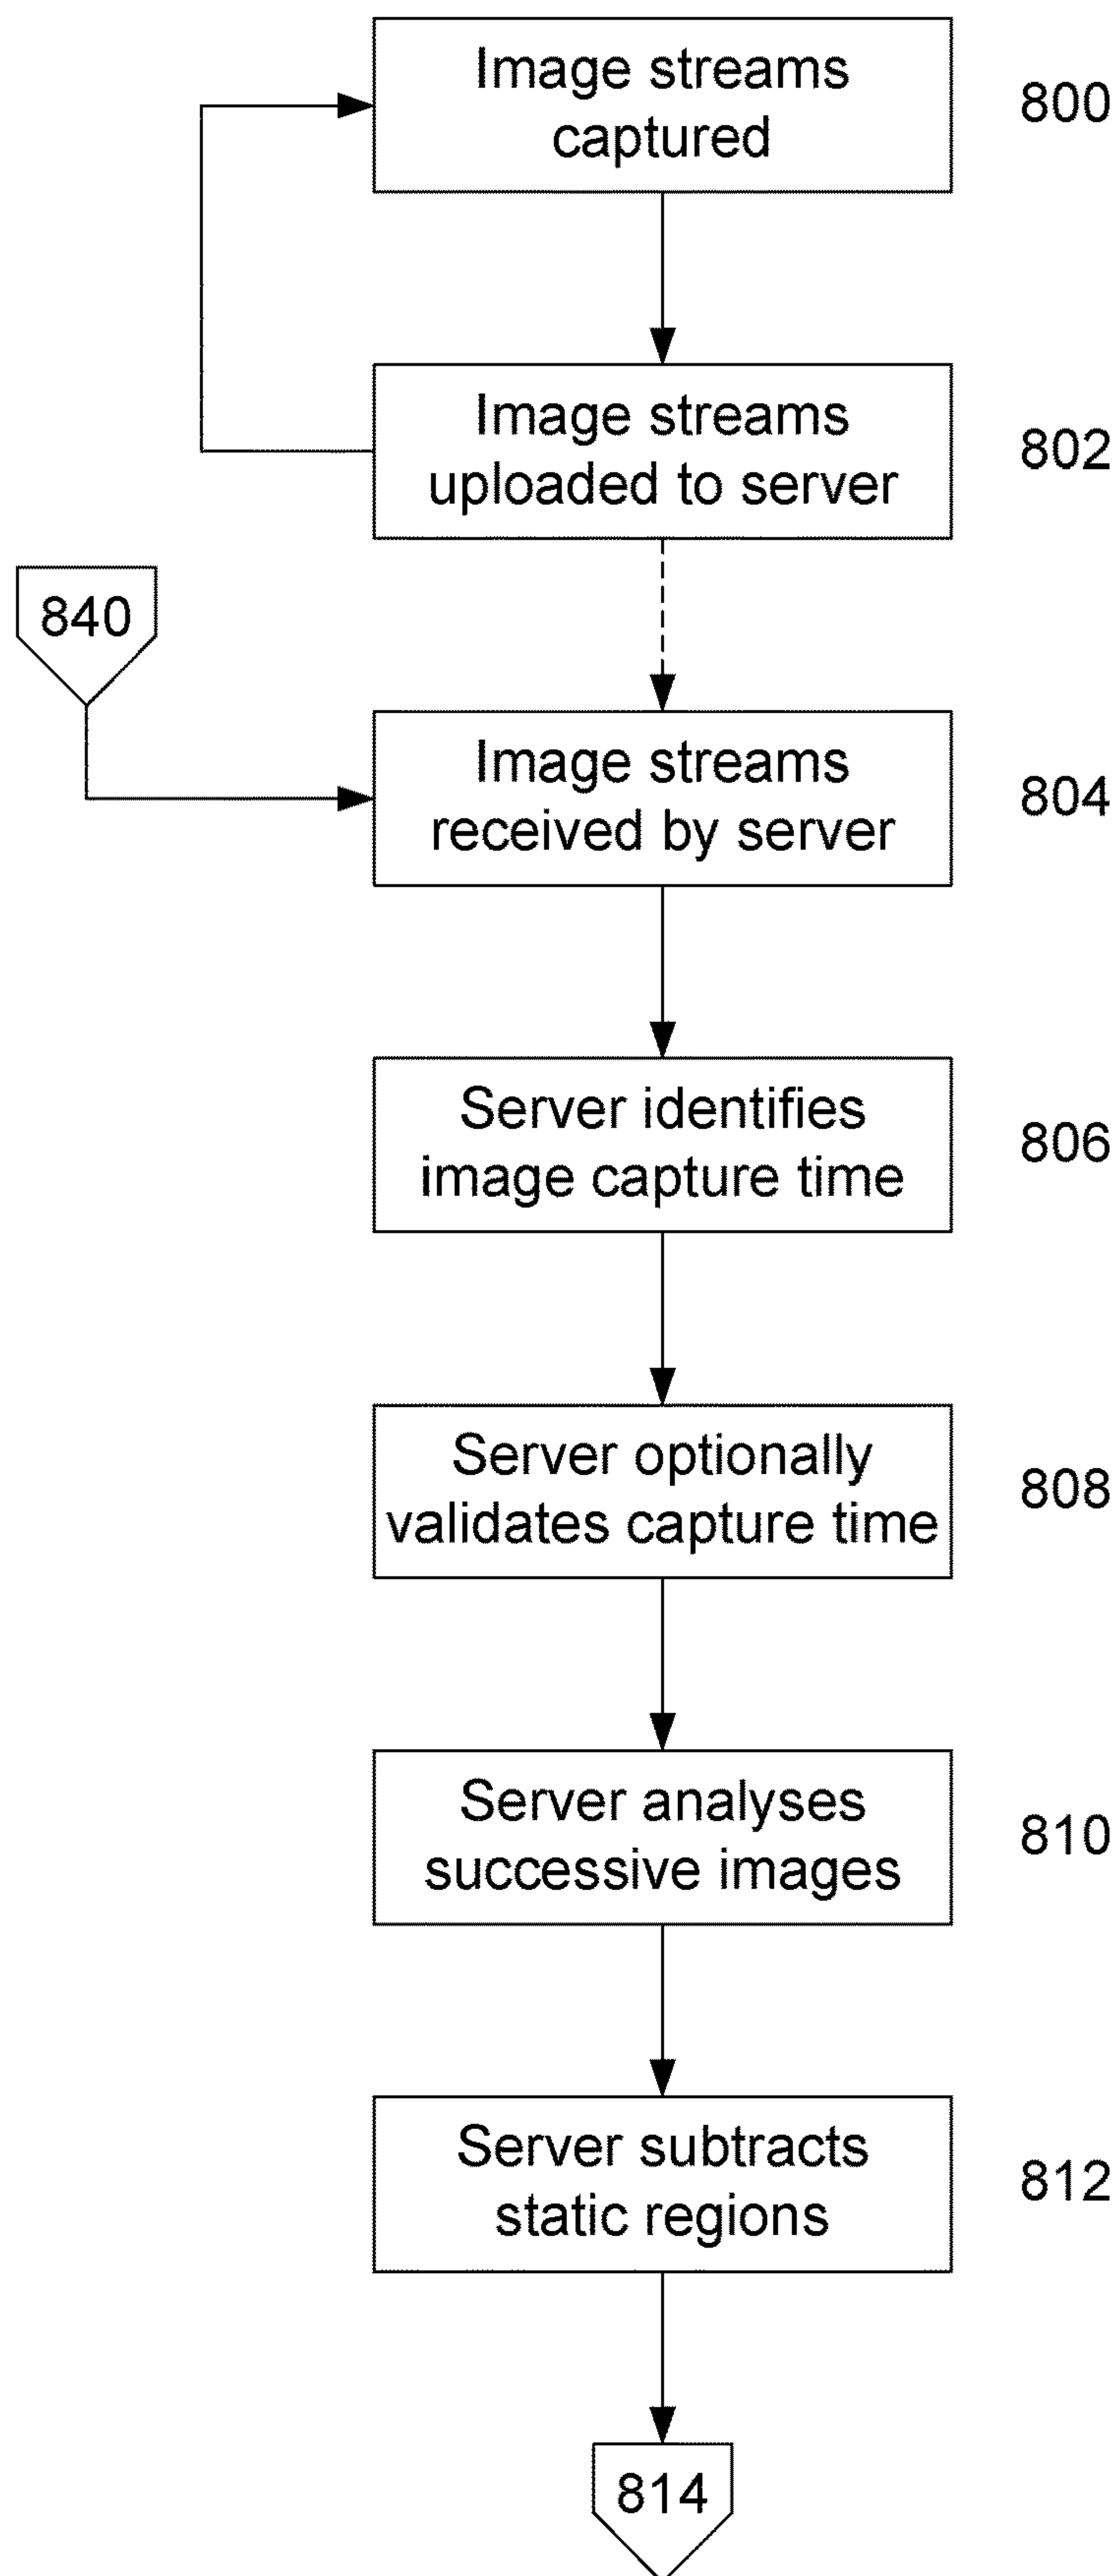 Image streams
captured
800
Image streams
uploaded to server
802
840
Image streams
received by server
804
Server identifies
image capture time
806
Server optionally
validates capture time
808
Server analyses
successive images
810
Server subtracts
static regions
812
814